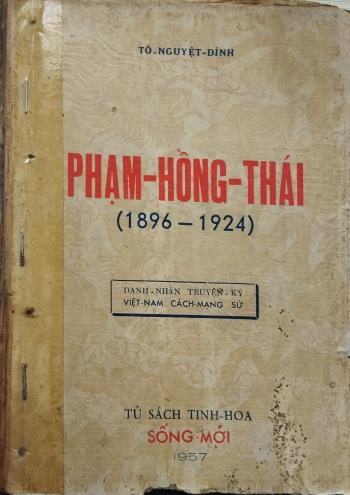 TÔ-NGUYỆT-ĐÌNH
PHẠM-HỒNG-THÁI
(1896 – 1924)
DANH-NHÂN TRUYỆN-KÝ
VIỆT-NAM CÁCH-MẠNG SỬ
TỦ SÁCH TINH-HOA
SỐNG MỚI
1957